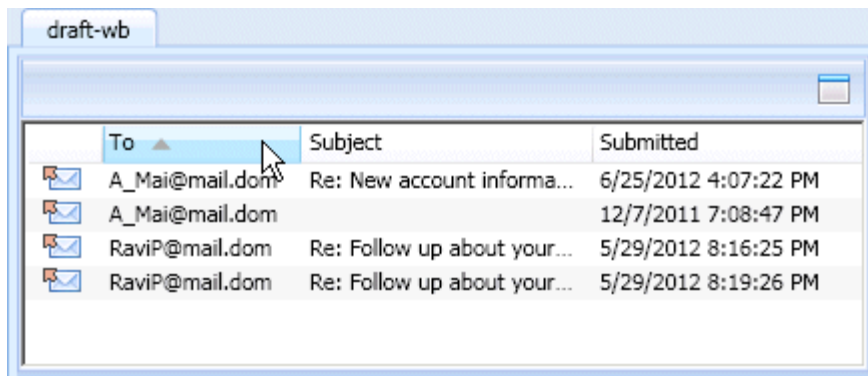 draft-wb
To Subject Submitted
A_Mai@mail.dom Re: New account informa... 6/25/2012 4:07:22 PM
A_Mai@mail.dom 12/7/2011 7:08:47 PM
RaviP@mail.dom Re: Follow up about your... 5/29/2012 8:16:25 PM
RaviP@mail.dom Re: Follow up about your... 5/29/2012 8:19:26 PM